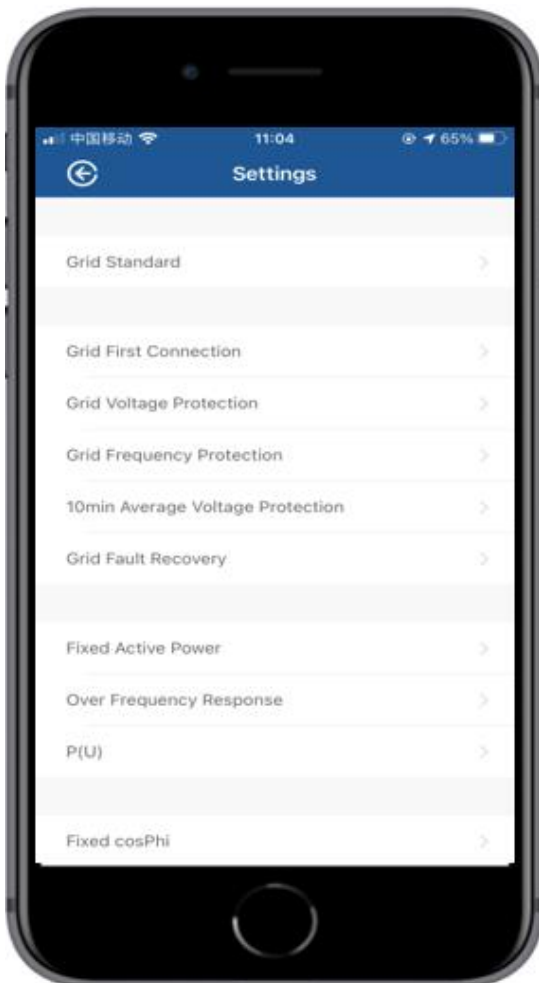 中国移动 11:04 65%
Settings
Grid Standard
Grid First Connection
Grid Voltage Protection
Grid Frequency Protection
10min Average Voltage Protection
Grid Fault Recovery
Fixed Active Power
Over Frequency Response
P(U)
Fixed cosPhi